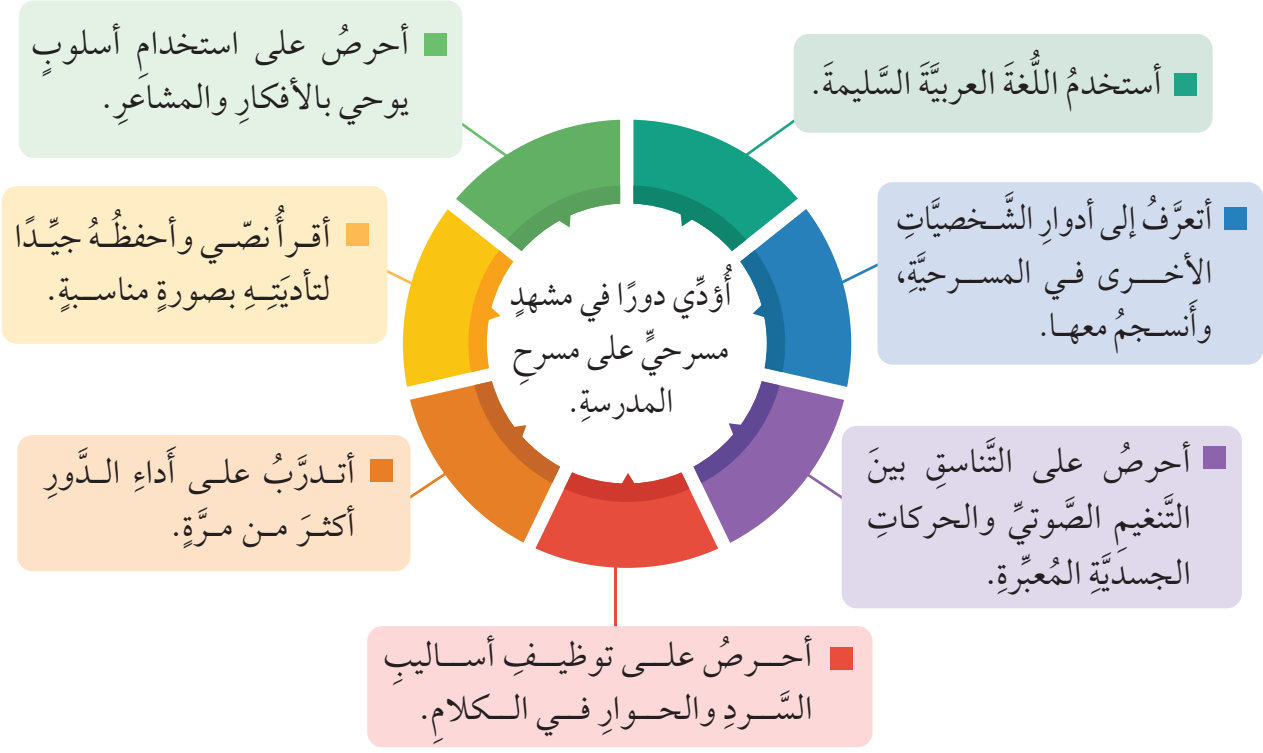 أُؤدِّي دورًا في مشهدٍ
مسرحيٍّ على مسرحِ
المدرسةِ.
أستخدمُ اللُّغةَ العربيَّةَ السَّليمةَ.
أتعرَّفُ إلى أدوارِ الشَّخصيَّاتِ
الأخرى في المسرحيَّةِ،
وأَنسجمُ معها.
أحرصُ على التَّناسقِ بينَ
التَّنغيمِ الصَّوتيِّ والحركاتِ
الجسديَّةِ المُعبِّرةِ.
أحرصُ على توظيفِ أساليبِ
السَّردِ والحوارِ في الكلامِ.
أتدرَّبُ على أَداءِ الدَّورِ
أكثرَ من مرَّةٍ.
أقرأُ نصّي وأحفظُهُ جيِّدًا
لتأديَتِهِ بصورةٍ مناسبةٍ.
أحرصُ على استخدامِ أسلوبٍ
يوحي بالأفكارِ والمشاعَرِ.